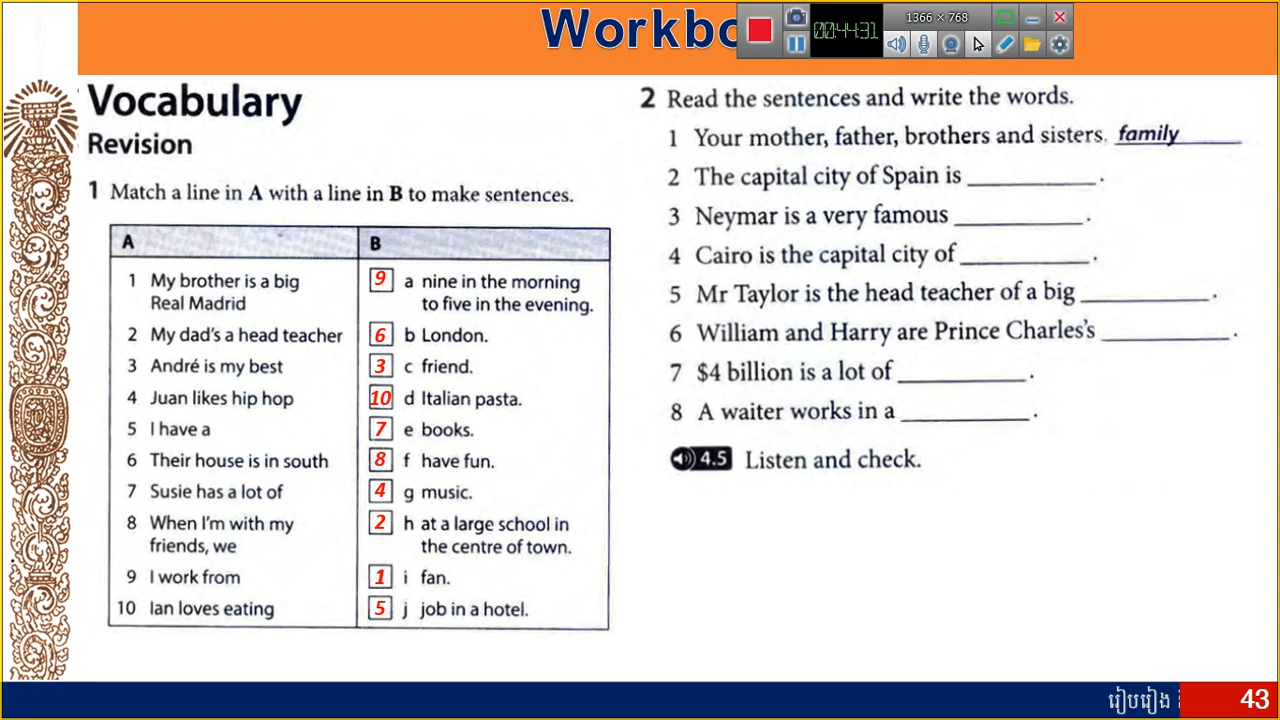 Workbo
00:44:31
1366 × 768
Vocabulary
Revision
1 Match a line in A with a line in B to make sentences.
A B
1 My brother is a big
Real Madrid
2 My dad's a head teacher
3 André is my best
4 Juan likes hip hop
5 I have a
6 Their house is in south
7 Susie has a lot of
8 When I'm with my
friends, we
9 I work from
10 Ian loves eating
9 a nine in the morning
to five in the evening.
6 b London.
3 c friend.
10 d Italian pasta.
7 e books.
8 f have fun.
4 g music.
2 h at a large school in
the centre of town.
1 i fan.
5 j job in a hotel.
2 Read the sentences and write the words.
1 Your mother, father, brothers and sisters. family
2 The capital city of Spain is ___________ .
3 Neymar is a very famous ___________ .
4 Cairo is the capital city of ___________ .
5 Mr Taylor is the head teacher of a big ___________ .
6 William and Harry are Prince Charles's ___________ .
7 $4 billion is a lot of ___________ .
8 A waiter works in a ___________ .
4.5 Listen and check.
រៀបរៀង
43